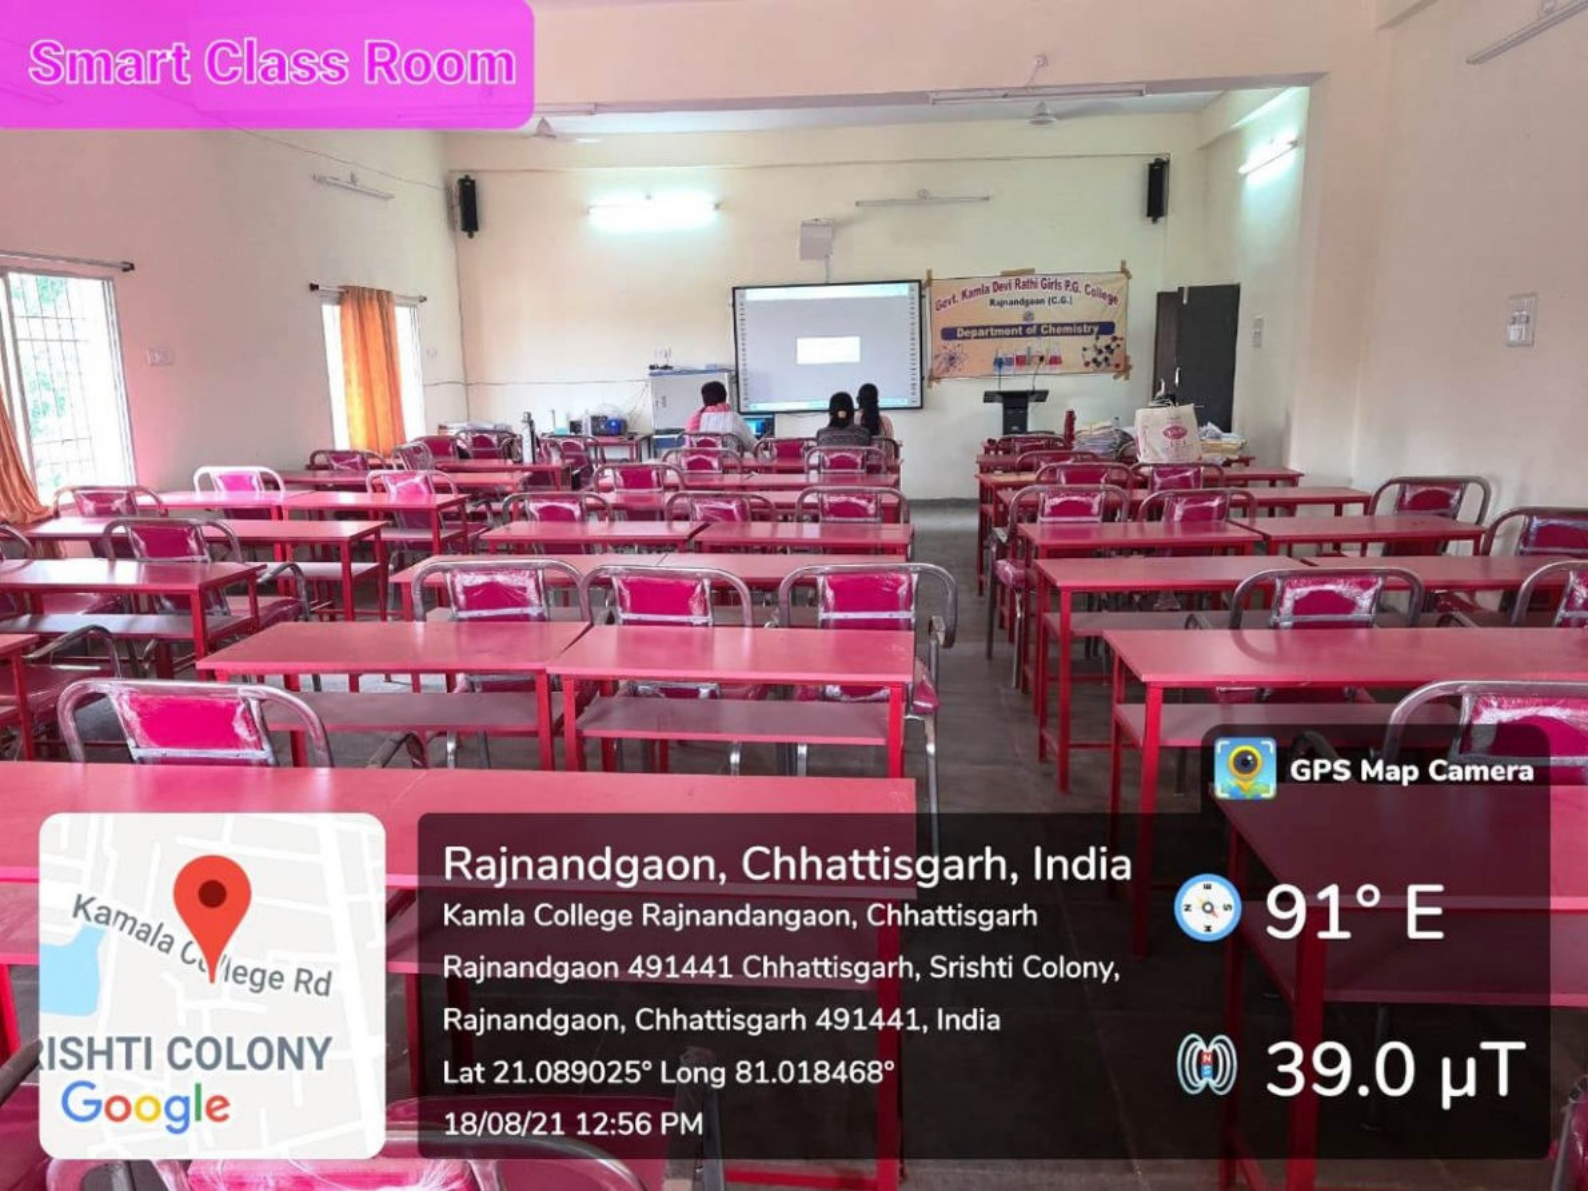 Smart Class Room
Govt. Kamla Devi Rathi Girls P.G. College
Rajnandgaon (C.G.)
Department of Chemistry
GPS Map Camera
Kamala College Rd
RISHTI COLONY
Google
Rajnandgaon, Chhattisgarh, India
Kamla College Rajnandangaon, Chhattisgarh
Rajnandgaon 491441 Chhattisgarh, Srishti Colony,
Rajnandgaon, Chhattisgarh 491441, India
Lat 21.089025° Long 81.018468°
18/08/21 12:56 PM
91° E
39.0 µT